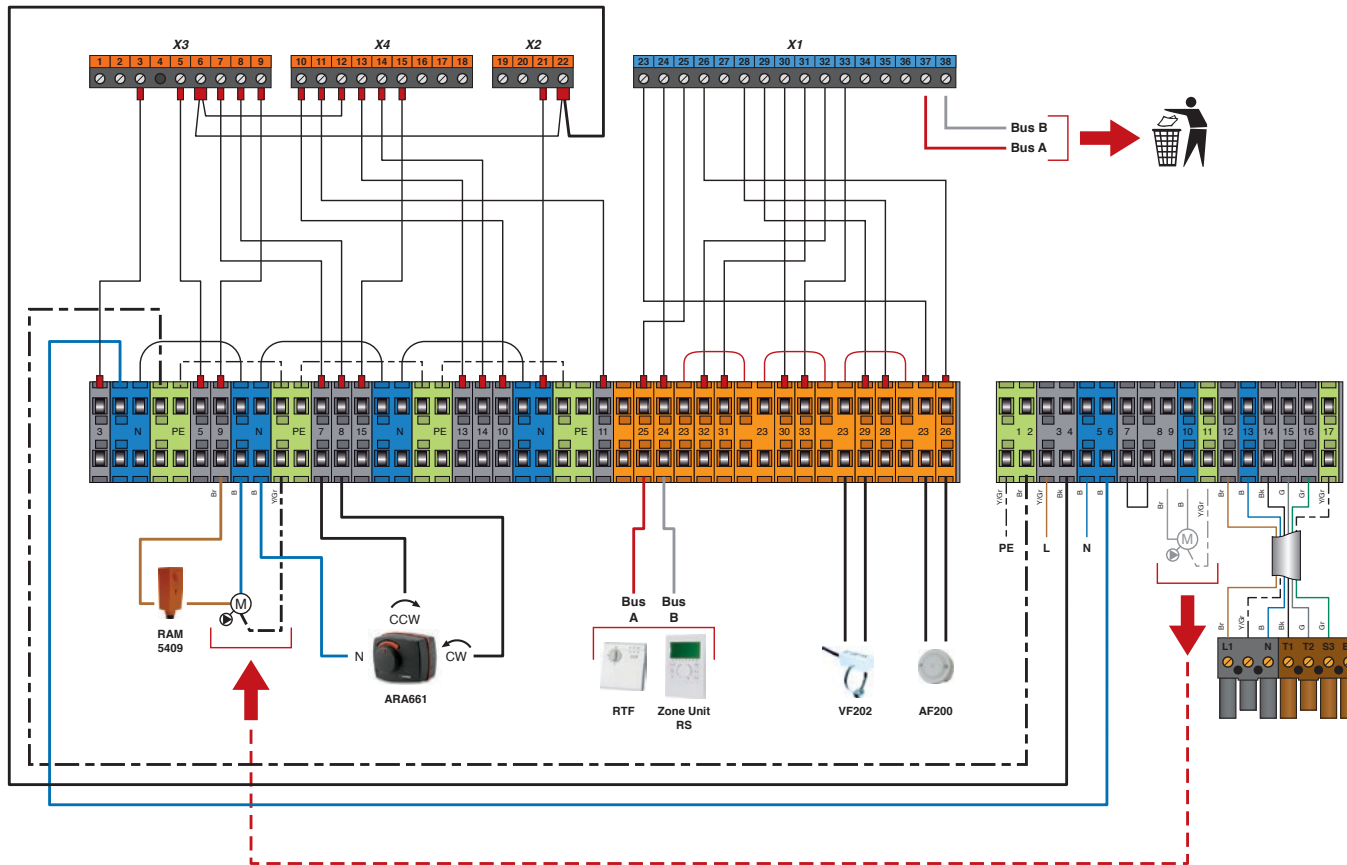 X3 X4 X2 X1
1 2 3 4 5 6 7 8 9 10 11 12 13 14 15 16 17 18 19 20 21 22 23 24 25 26 27 28 29 30 31 32 33 34 35 36 37 38
Bus B
Bus A
3 N PE 5 9 N PE 7 8 15 N PE 13 14 10 N PE 11 25 24 23 32 31 23 30 33 23 29 28 23 26 1 2 3 4 5 6 7 8 9 10 11 12 13 14 15 16 17
Br B B Y/Gr Y/Gr Br Y/Gr Bk B B Br B Y/Gr Br B Bk G Gr Y/Gr
PE L N
M
M
Bus A
Bus B
CCW
N CW
RAM 5409
ARA661
RTF
Zone Unit RS
VF202
AF200
Br Y/Gr B Bk G Gr
L1 N T1 T2 S3